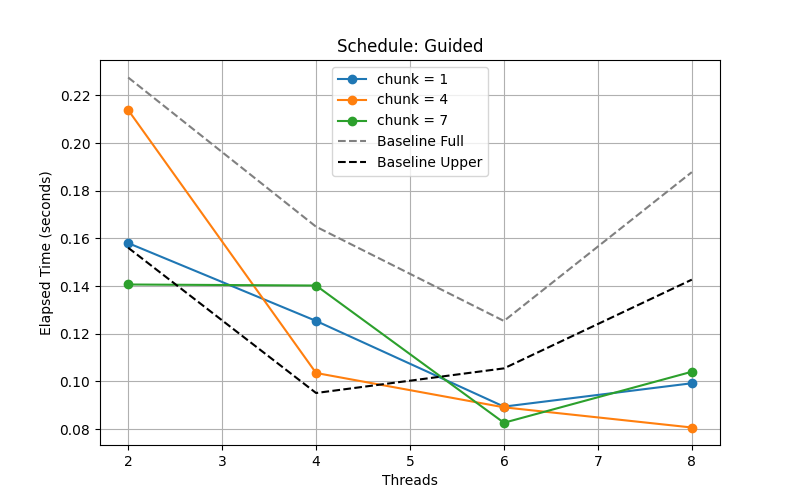 Schedule: Guided
chunk = 1
chunk = 4
chunk = 7
Baseline Full
Baseline Upper
Elapsed Time (seconds)
0.22
0.20
0.18
0.16
0.14
0.12
0.10
0.08
2 3 4 5 6 7 8
Threads